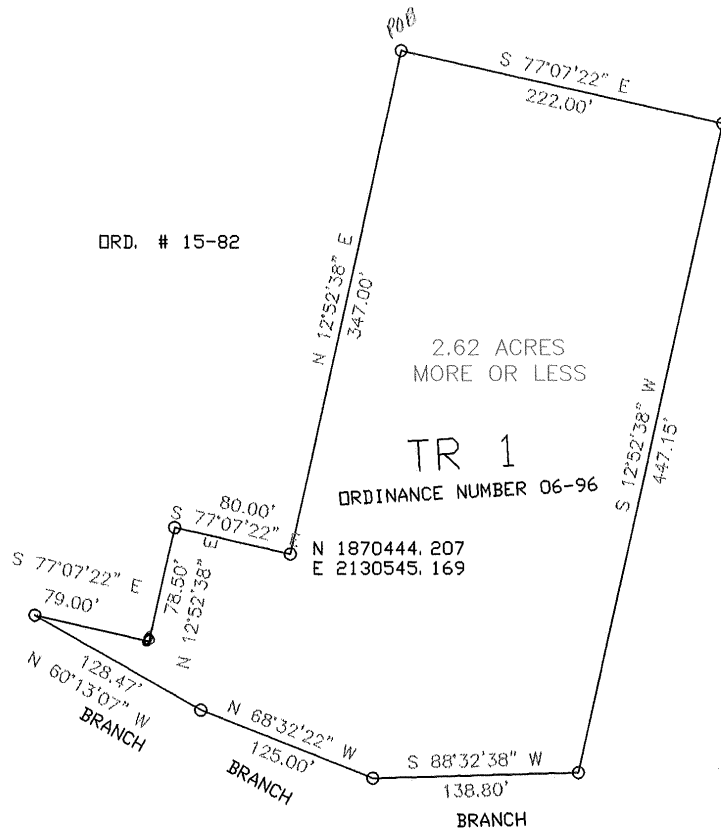 POB
S 77°07'22" E
222.00'
ORD. # 15-82
N 12°52'38" E
347.00'
2.62 ACRES
MORE OR LESS
S 12°52'38" W
447.15'
TR 1
ORDINANCE NUMBER 06-96
80.00'
S 77°07'22" E
N 1870444.207
E 2130545.169
S 77°07'22" E
79.00'
78.50'
N 12°52'38" E
128.47'
N 60°13'07" W
BRANCH
N 68°32'22" W
125.00'
BRANCH
S 88°32'38" W
138.80'
BRANCH